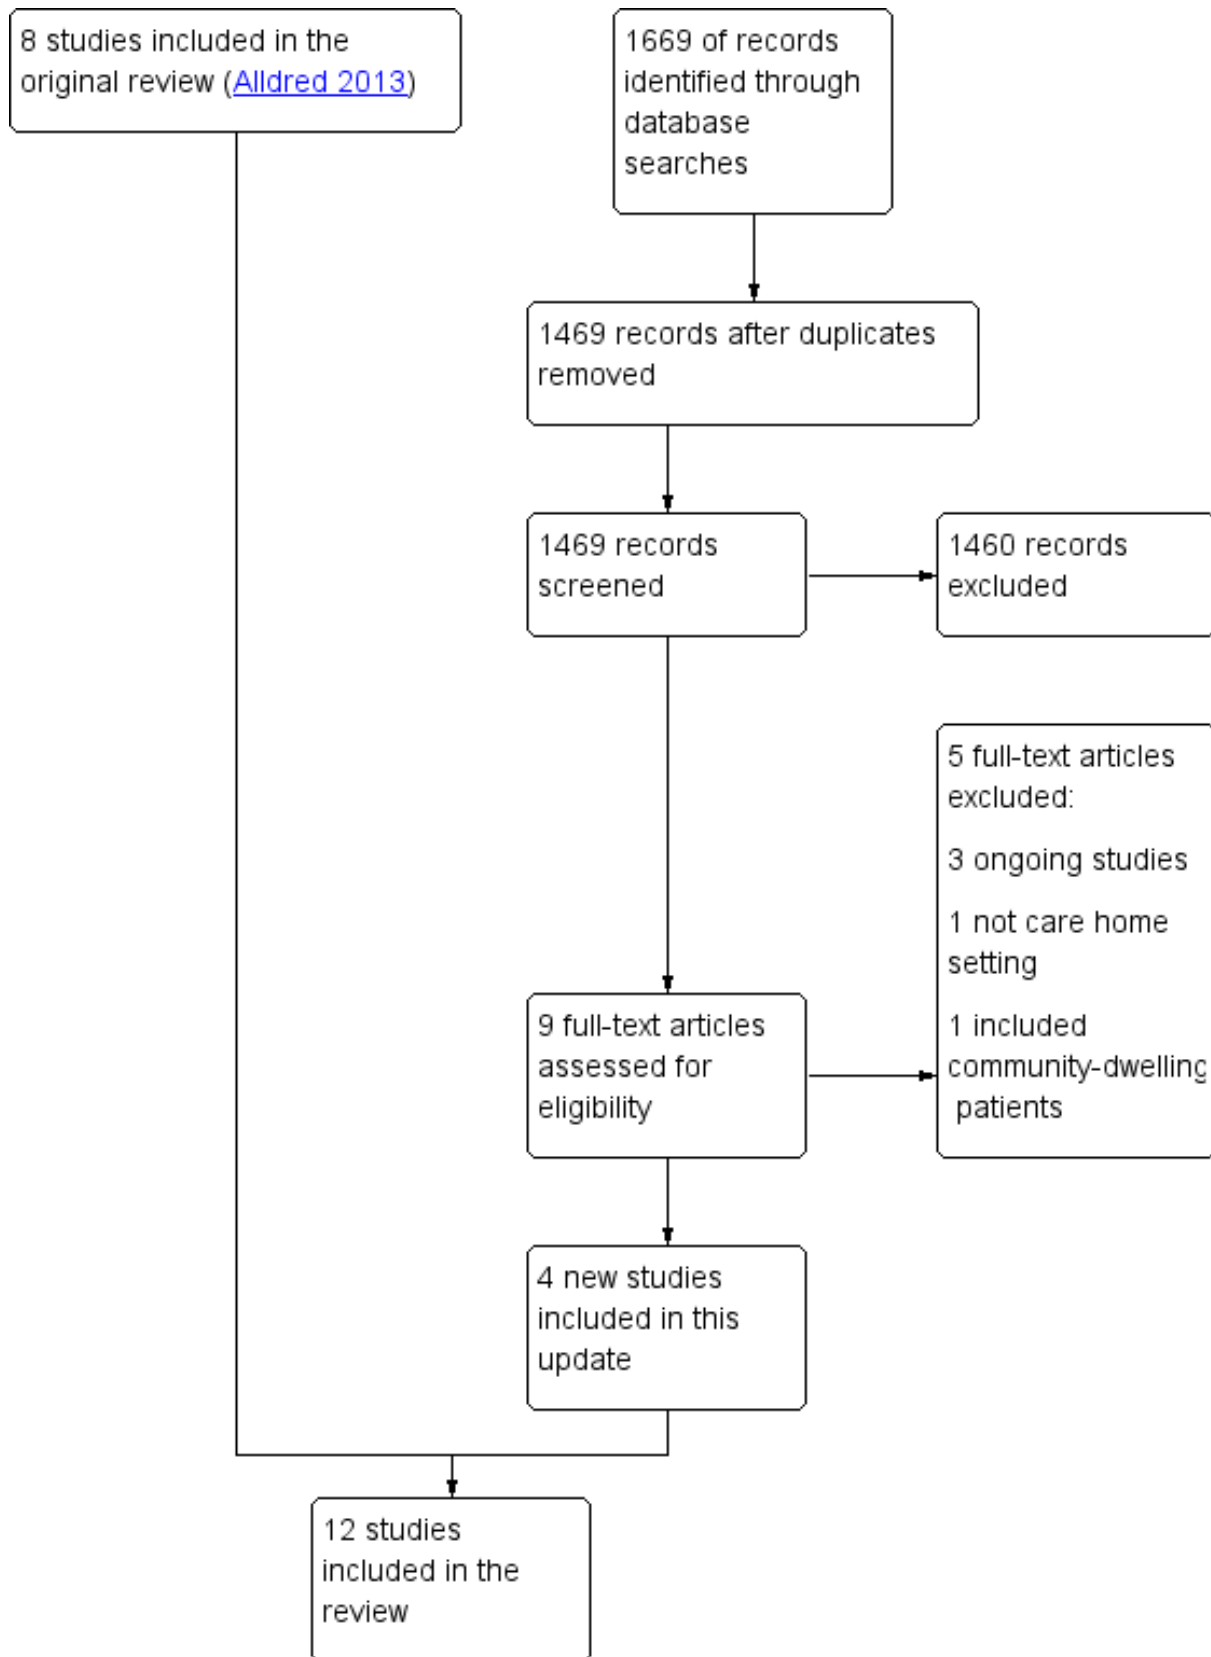 8 studies included in the
original review (Alldred 2013)
1669 of records
identified through
database
searches
1469 records after duplicates
removed
1469 records
screened
1460 records
excluded
5 full-text articles
excluded:
3 ongoing studies
1 not care home
setting
1 included
community-dwelling
patients
9 full-text articles
assessed for
eligibility
4 new studies
included in this
update
12 studies
included in the
review